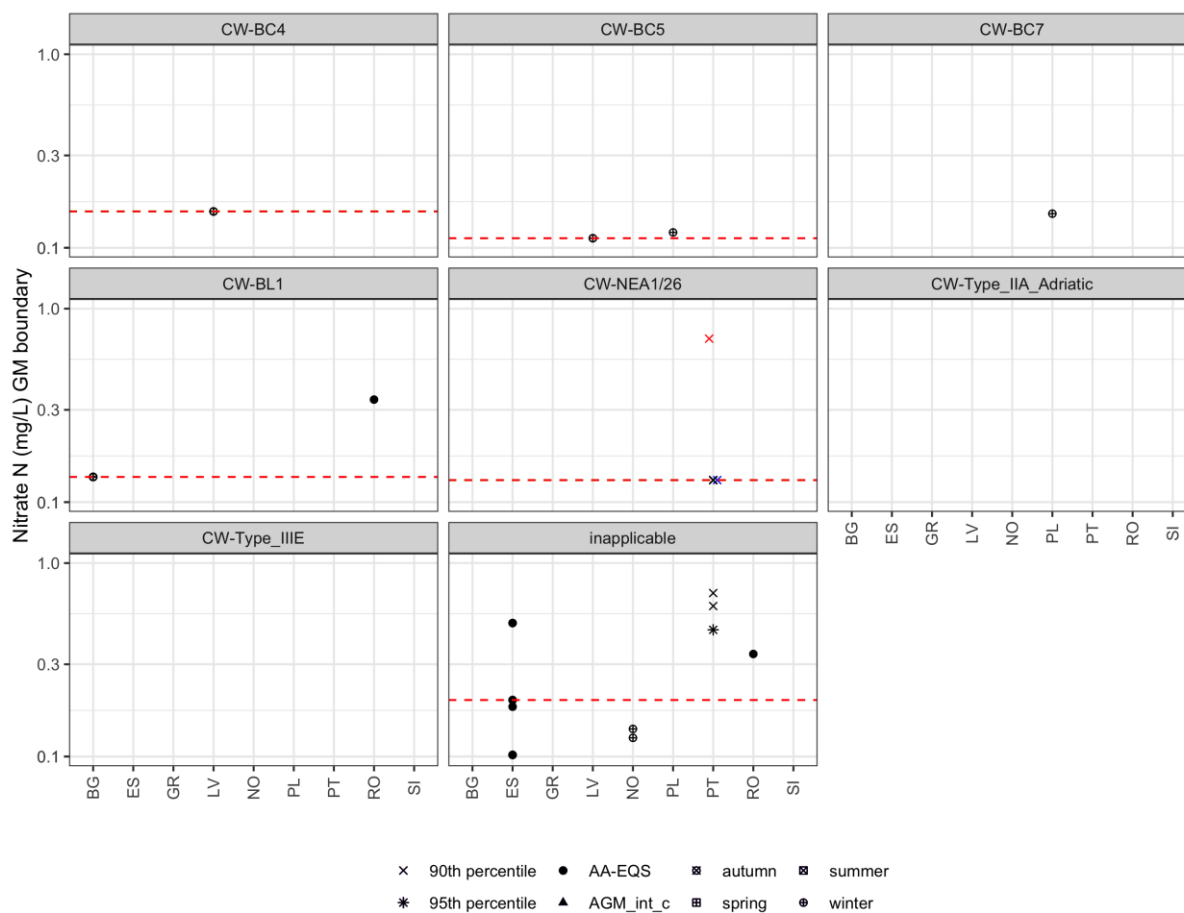 CW-BC4 CW-BC5 CW-BC7
1.0
0.3
0.1
CW-BL1 CW-NEA1/26 CW-Type_IIA_Adriatic
1.0
0.3
0.1
Nitrate N (mg/L) GM boundary
BG ES GR LV NO PL PT RO SI
CW-Type_IIIE inapplicable
1.0
0.3
0.1
BG ES GR LV NO PL PT RO SI BG ES GR LV NO PL PT RO SI
90th percentile AA-EQS autumn summer
95th percentile AGM_int_c spring winter